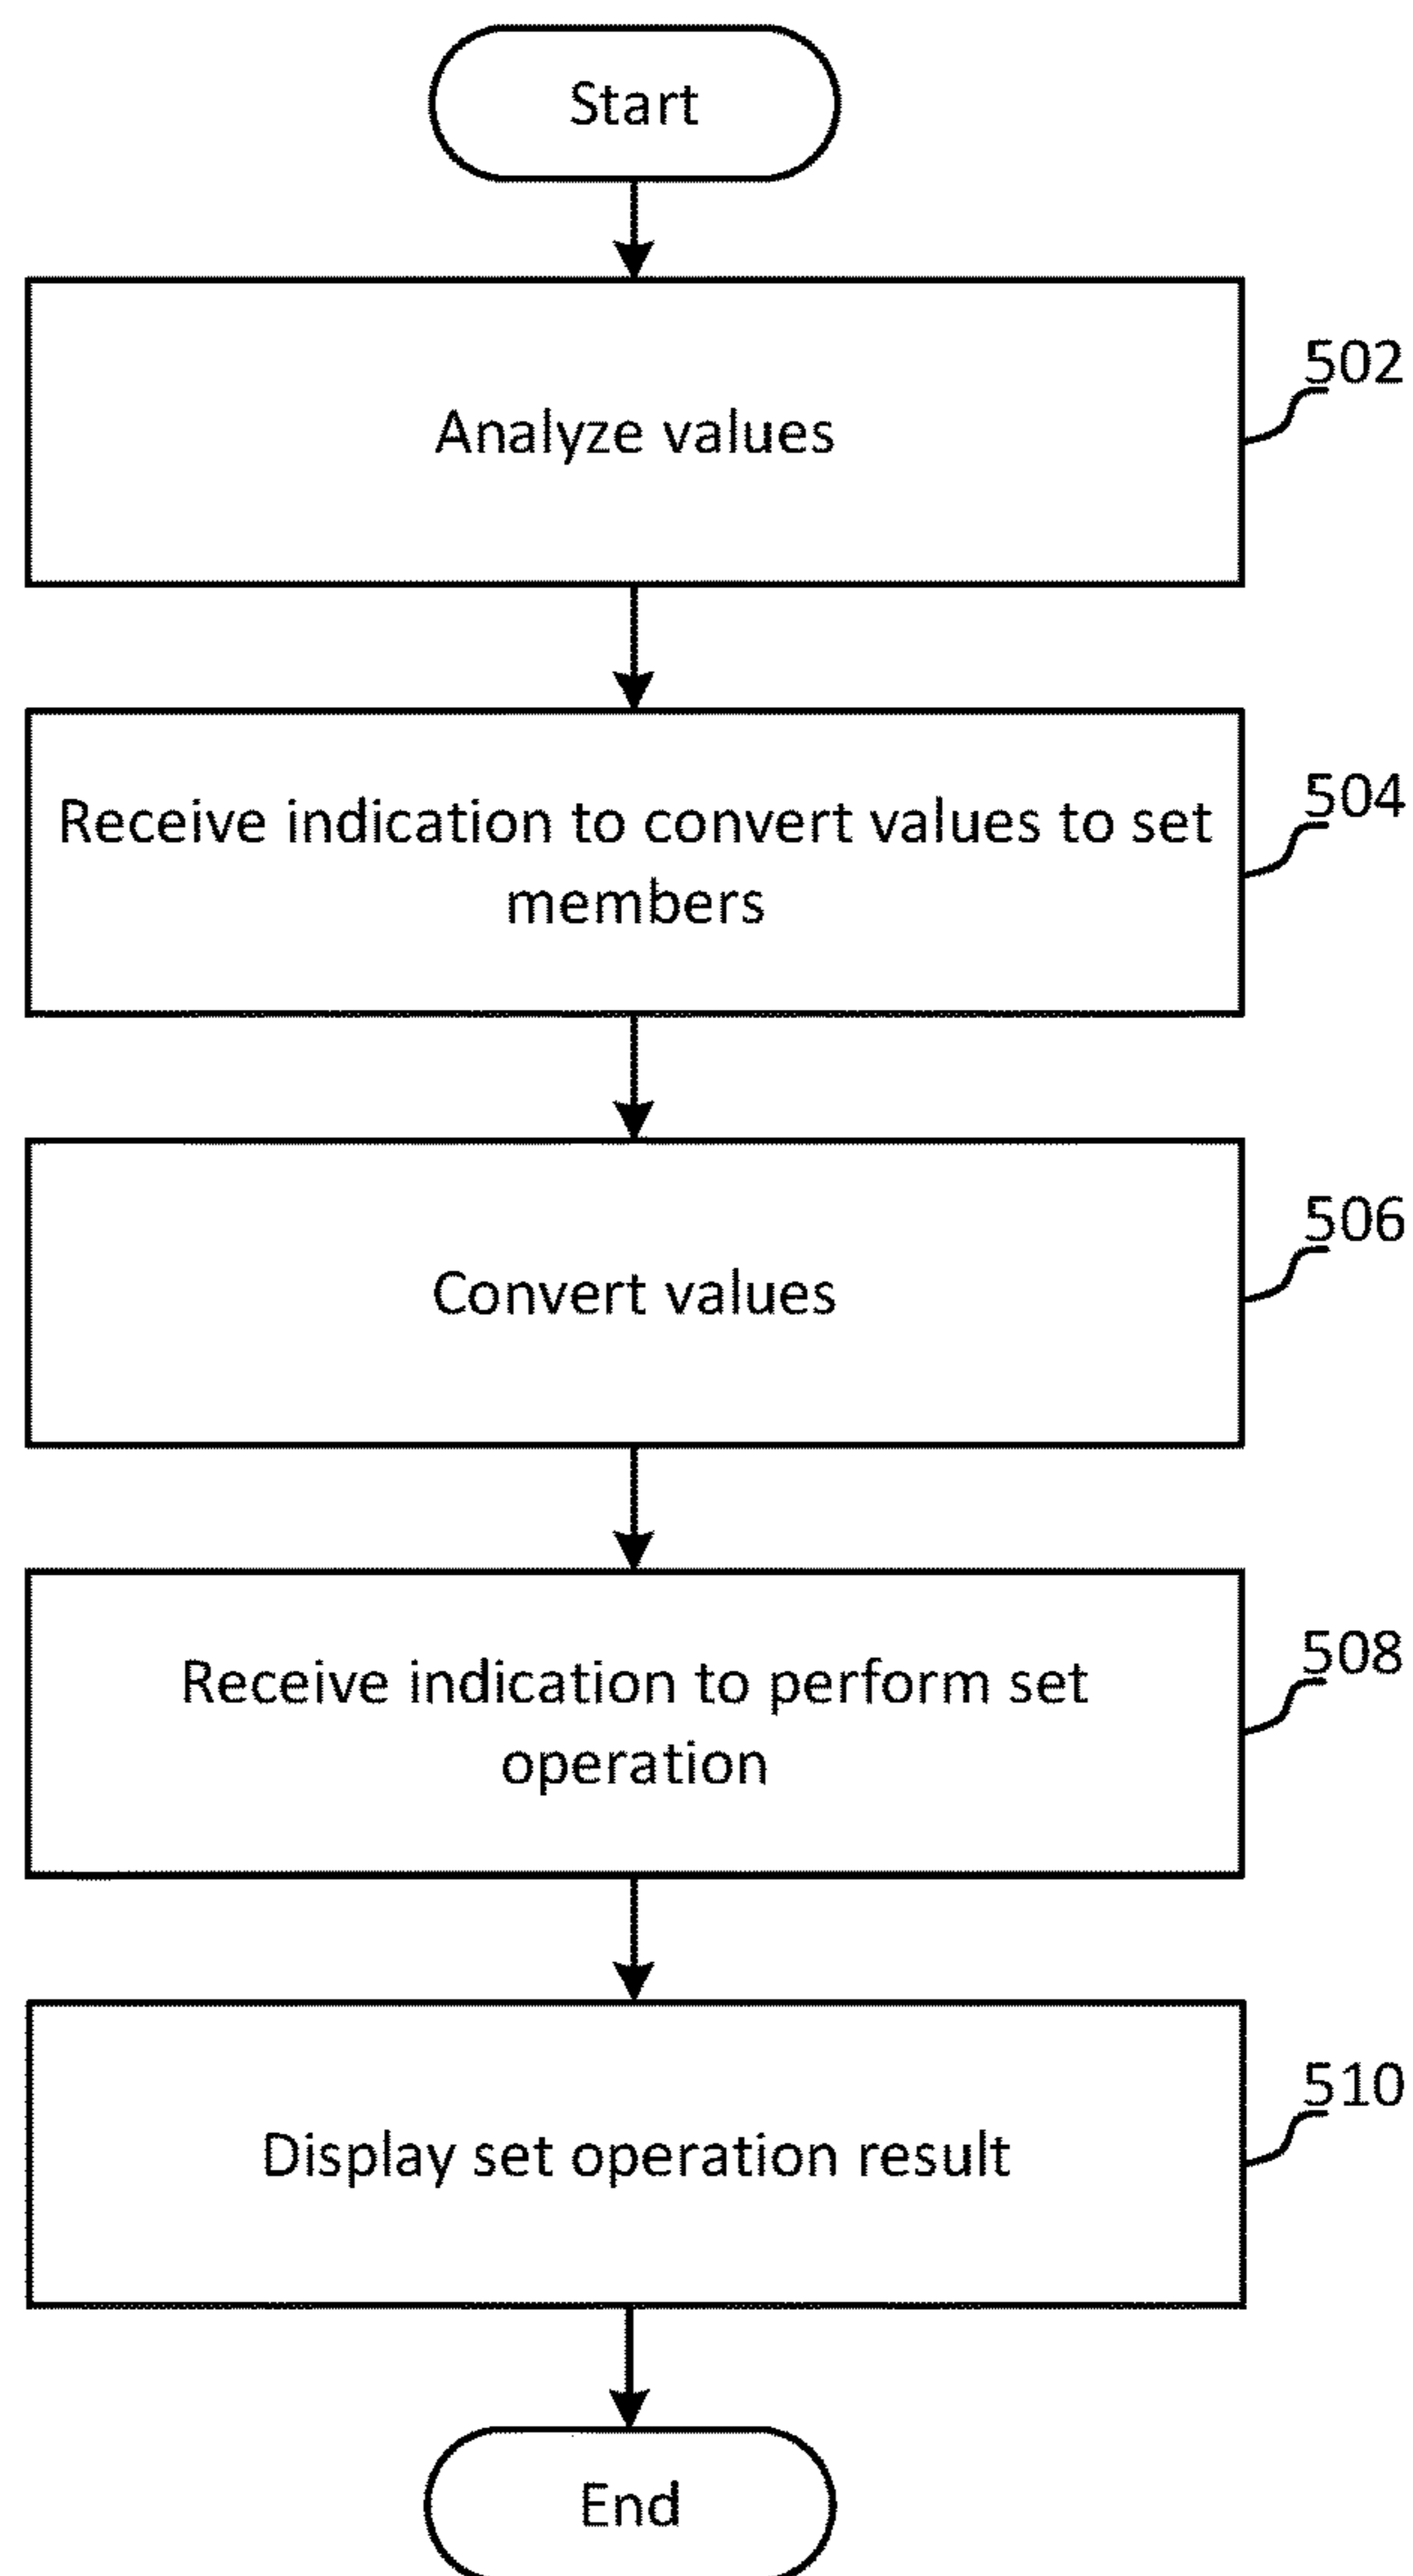 Start
Analyze values
502
Receive indication to convert values to set
members
504
Convert values
506
Receive indication to perform set
operation
508
Display set operation result
510
End